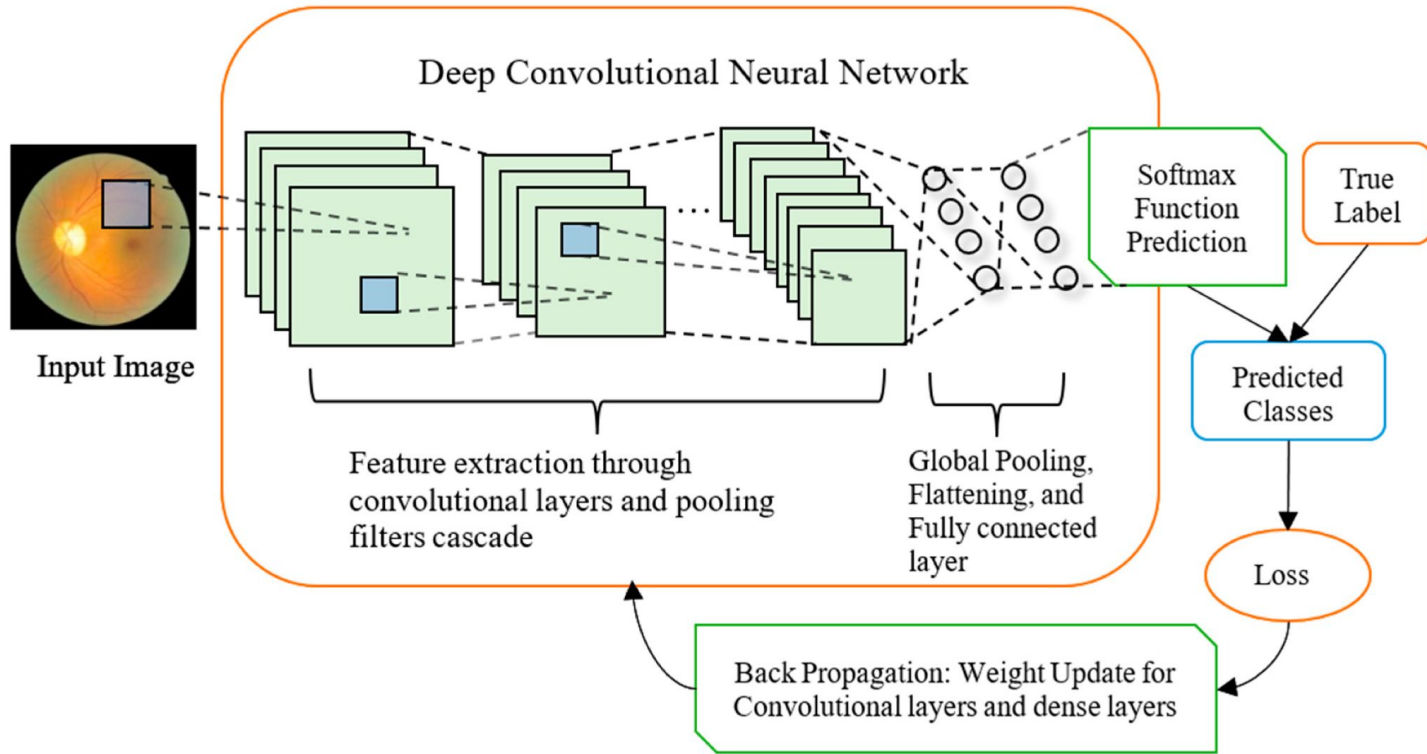 Deep Convolutional Neural Network
Input Image
Feature extraction through
convolutional layers and pooling
filters cascade
Global Pooling,
Flattening, and
Fully connected
layer
Softmax
Function
Prediction
True
Label
Predicted
Classes
Loss
Back Propagation: Weight Update for
Convolutional layers and dense layers